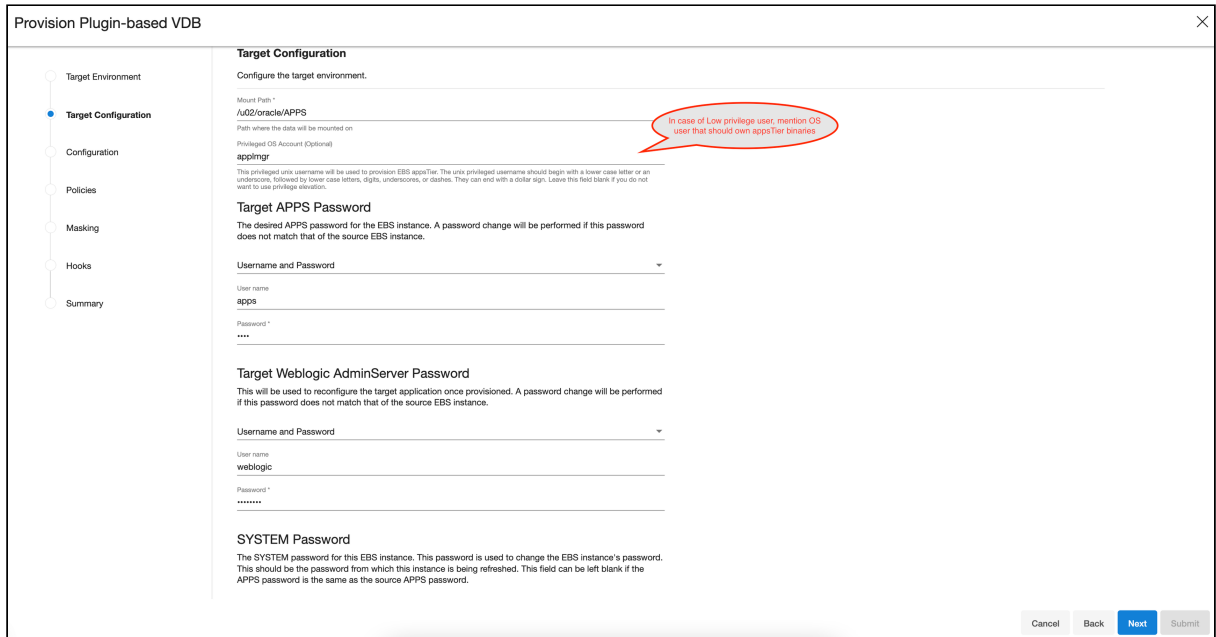 Provision Plugin-based VDB
Target Environment
Target Configuration
Configuration
Policies
Masking
Hooks
Summary
Target Configuration
Configure the target environment.
Mount Path *
/u02/oracle/APPS
Path where the data will be mounted on
Privileged OS Account (Optional)
applmgr
This privileged unix username will be used to provision EBS appsTier. The unix privileged username should begin with a lower case letter or an
underscore, followed by lower case letters, digits, underscores, or dashes. They can end with a dollar sign. Leave this field blank if you do not
want to use privilege elevation.
In case of Low privilege user, mention OS
user that should own appsTier binaries
Target APPS Password
The desired APPS password for the EBS instance. A password change will be performed if this password
does not match that of the source EBS instance.
Username and Password
User name
apps
Password *
••••
Target Weblogic AdminServer Password
This will be used to reconfigure the target application once provisioned. A password change will be performed
if this password does not match that of the source EBS instance.
Username and Password
User name
weblogic
Password *
••••••••
SYSTEM Password
The SYSTEM password for this EBS instance. This password is used to change the EBS instance's password.
This should be the password from which this instance is being refreshed. This field can be left blank if the
APPS password is the same as the source APPS password.
Cancel Back Next Submit